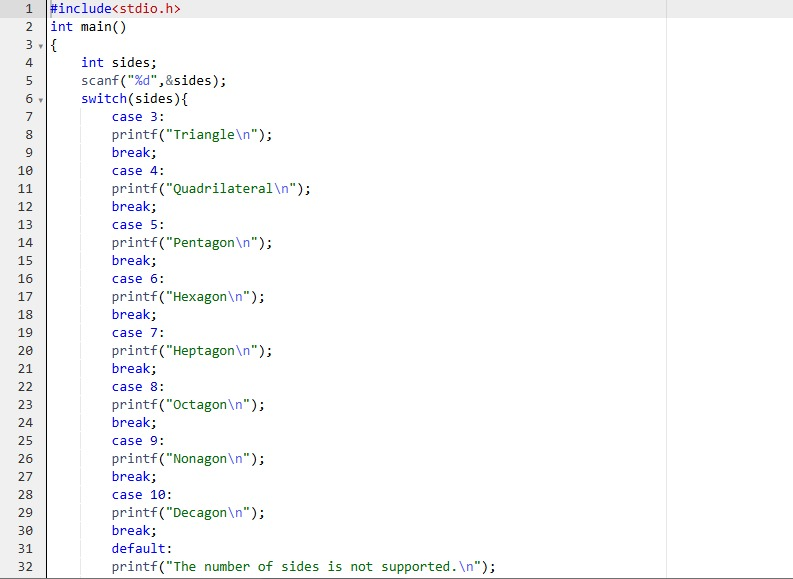 1 #include<stdio.h>
2 int main()
3 {
4 int sides;
5 scanf("%d",&sides);
6 switch(sides){
7 case 3:
8 printf("Triangle\n");
9 break;
10 case 4:
11 printf("Quadrilateral\n");
12 break;
13 case 5:
14 printf("Pentagon\n");
15 break;
16 case 6:
17 printf("Hexagon\n");
18 break;
19 case 7:
20 printf("Heptagon\n");
21 break;
22 case 8:
23 printf("Octagon\n");
24 break;
25 case 9:
26 printf("Nonagon\n");
27 break;
28 case 10:
29 printf("Decagon\n");
30 break;
31 default:
32 printf("The number of sides is not supported.\n");